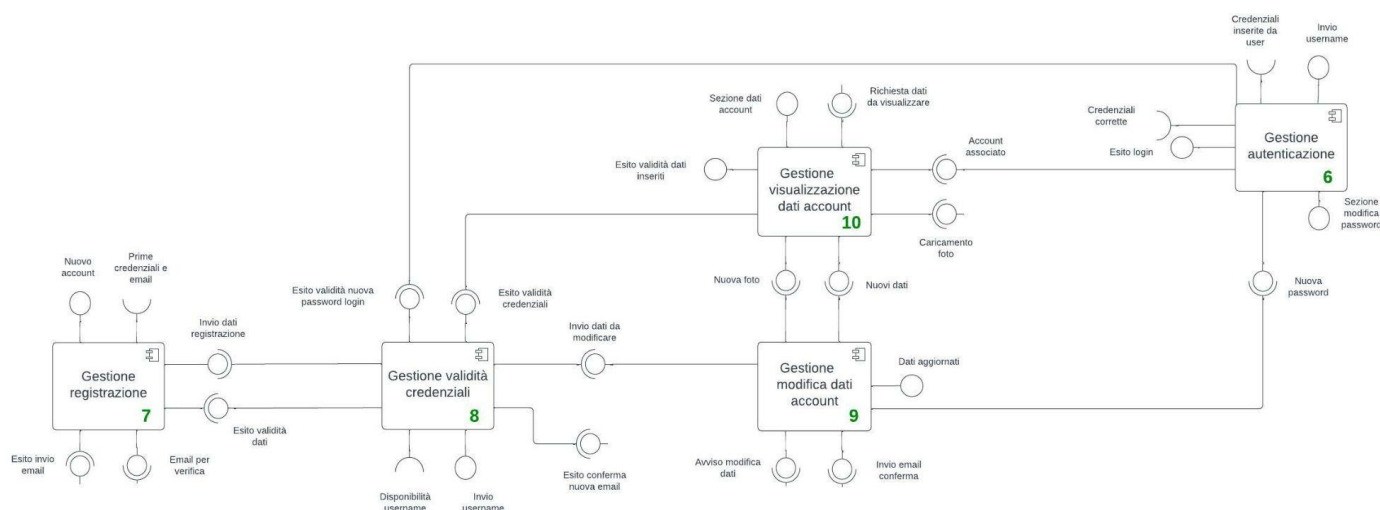 Credenziali
inserite da
user
Invio
username
Richiesta dati
da visualizzare
Sezione dati
account
Credenziali
corrette
Esito login
Gestione
autenticazione
6
Sezione
modifica
password
Account
associato
Esito validità dati
inseriti
Gestione
visualizzazione
dati account
10
Caricamento
foto
Nuovo
account
Prime
credenziali e
email
Esito validità nuova
password login
Esito validità
credenziali
Nuova foto
Nuovi dati
Nuova
password
Invio dati
registrazione
Invio dati da
modificare
Gestione
registrazione
7
Gestione validità
credenziali
8
Gestione
modifica dati
account
9
Dati aggiornati
Esito validità
dati
Esito invio
email
Email per
verifica
Esito conferma
nuova email
Avviso modifica
dati
Invio email
conferma
Disponibilità
username
Invio
username